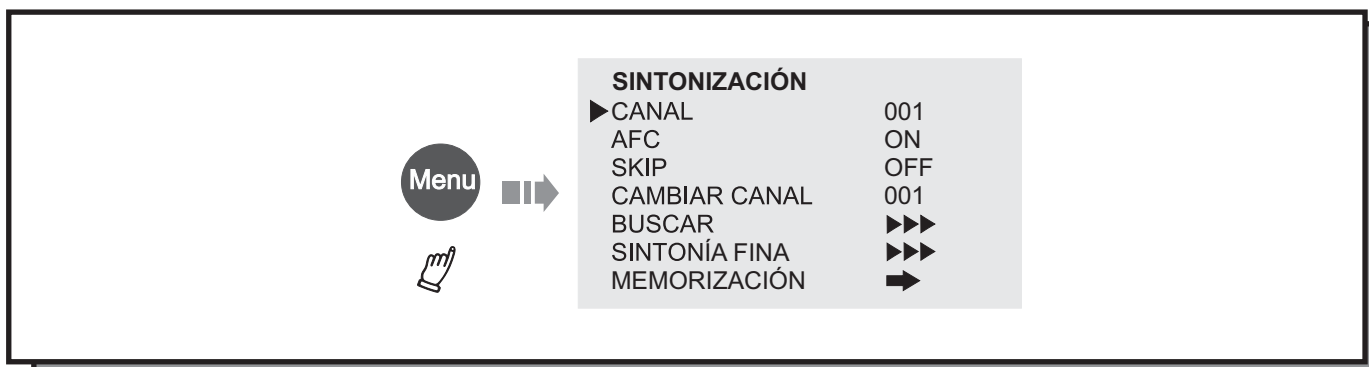 Menu
SINTONIZACIÓN
CANAL 001
AFC ON
SKIP OFF
CAMBIAR CANAL 001
BUSCAR
SINTONÍA FINA
MEMORIZACIÓN